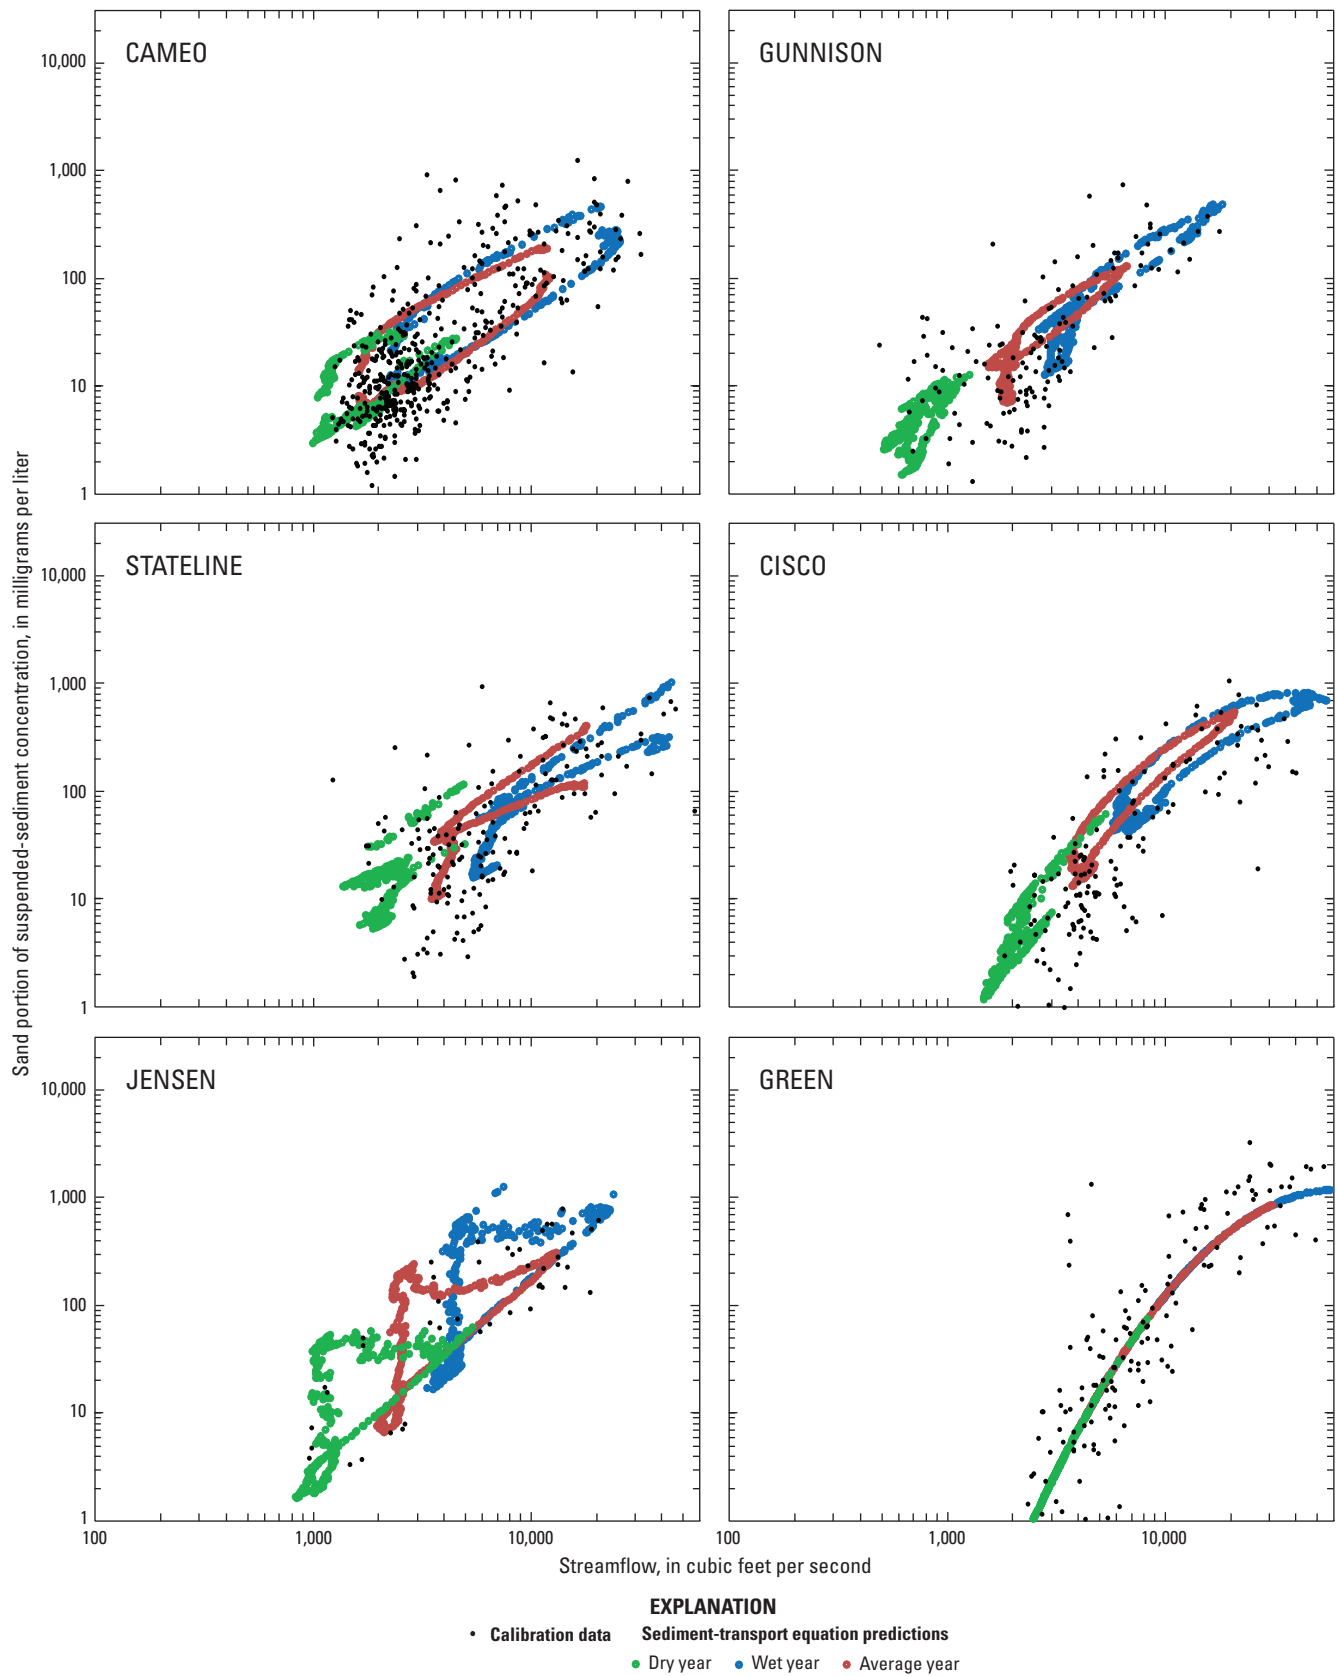 CAMEO
GUNNISON
10,000
1,000
100
10
1
STATELINE
CISCO
10,000
1,000
100
10
1
JENSEN
GREEN
10,000
1,000
100
10
1
Sand portion of suspended-sediment concentration, in milligrams per liter
100 1,000 10,000 100 1,000 10,000
Streamflow, in cubic feet per second
EXPLANATION
Calibration data Sediment-transport equation predictions
Dry year Wet year Average year